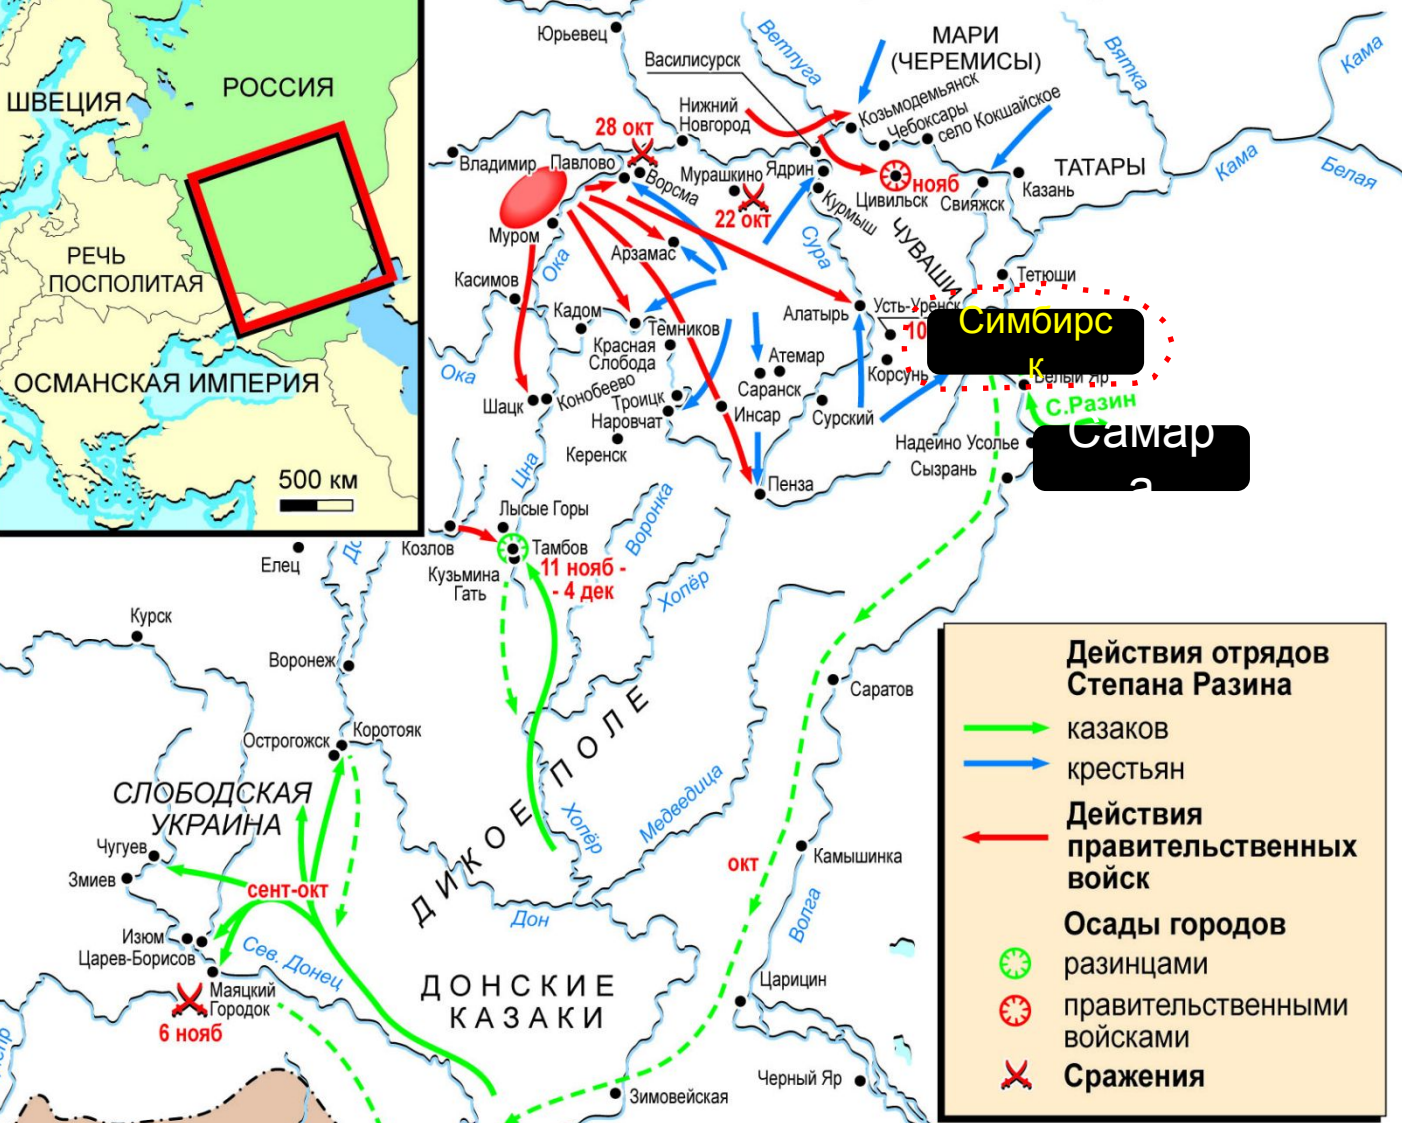 ШВЕЦИЯ
РОССИЯ
РЕЧЬ
ПОСПОЛИТАЯ
ОСМАНСКАЯ ИМПЕРИЯ
500 км
Юрьевец
Ветлуга
МАРИ
(ЧЕРЕМИСЫ)
Вятка
Кама
Василисурск
Нижний
Новгород
Козьмодемьянск
Чебоксары
село Кокшайское
28 окт
Владимир
Павлово
Ворсма
Мурашкино
Ядрин
22 окт
Курмыш
нояб
Цивильск
Свияжск
Казань
ТАТАРЫ
Кама
Белая
Муром
Ока
Арзамас
Сура
ЧУВАШИ
Тетюши
Касимов
Кадом
Темников
Алатырь
Усть-Уренск
10
Симбирс
к
Красная
Слобода
Атемар
Саранск
Корсунь
Белый Яр
С.Разин
Ока
Шацк
Конобеево
Троицк
Наровчат
Инсар
Сурский
Надеино Усолье
Самар
а
Керенск
Сызрань
Цна
Пенза
Лысые Горы
Воронка
Козлов
Тамбов
11 нояб -
- 4 дек
Кузьмина
Гать
Хопёр
Елец
До
Курск
Воронеж
Саратов
Острогожск
Коротояк
СЛОБОДСКАЯ
УКРАИНА
ДИКОЕ ПОЛЕ
Хопёр
Медведица
Чугуев
Змиев
сент-окт
окт
Камышинка
Дон
Волга
Изюм
Царев-Борисов
Сев. Донец
Маяцкий
Городок
6 нояб
ДОНСКИЕ
КАЗАКИ
Царицин
Черный Яр
Зимовейская
Действия отрядов
Степана Разина
казаков
крестьян
Действия
правительственных
войск
Осады городов
разинцами
правительственными
войсками
Сражения